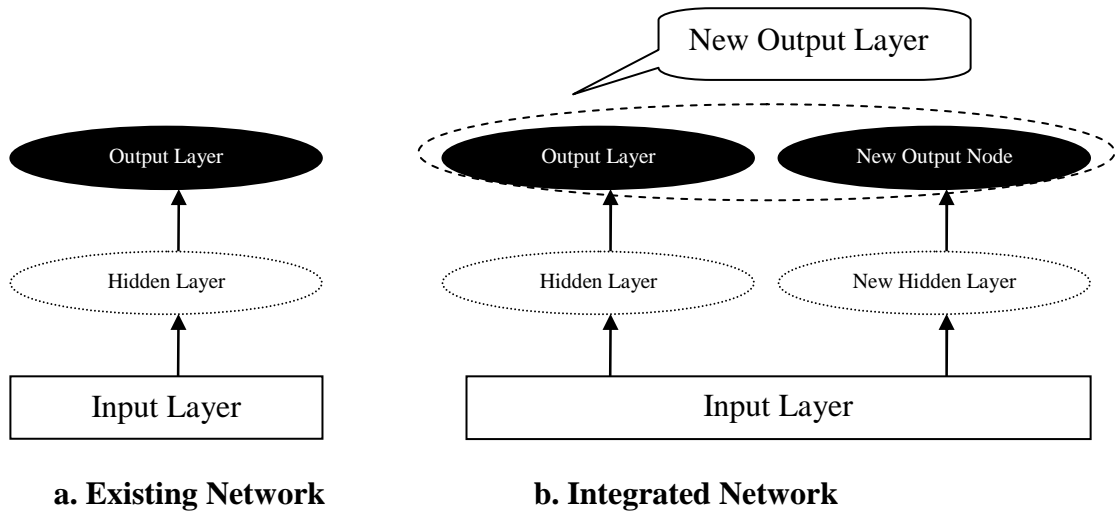 New Output Layer
Output Layer
Output Layer
New Output Node
Hidden Layer
Hidden Layer
New Hidden Layer
Input Layer
Input Layer
a. Existing Network
b. Integrated Network